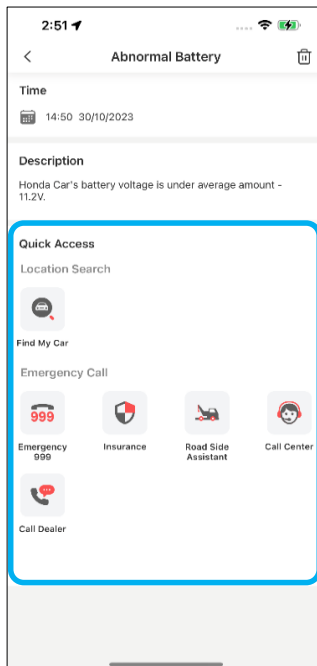 2:51
Abnormal Battery
Time
14:50 30/10/2023
Description
Honda Car's battery voltage is under average amount -
11.2V.
Quick Access
Location Search
Find My Car
Emergency Call
999
Emergency
999
Insurance
Road Side
Assistant
Call Center
Call Dealer